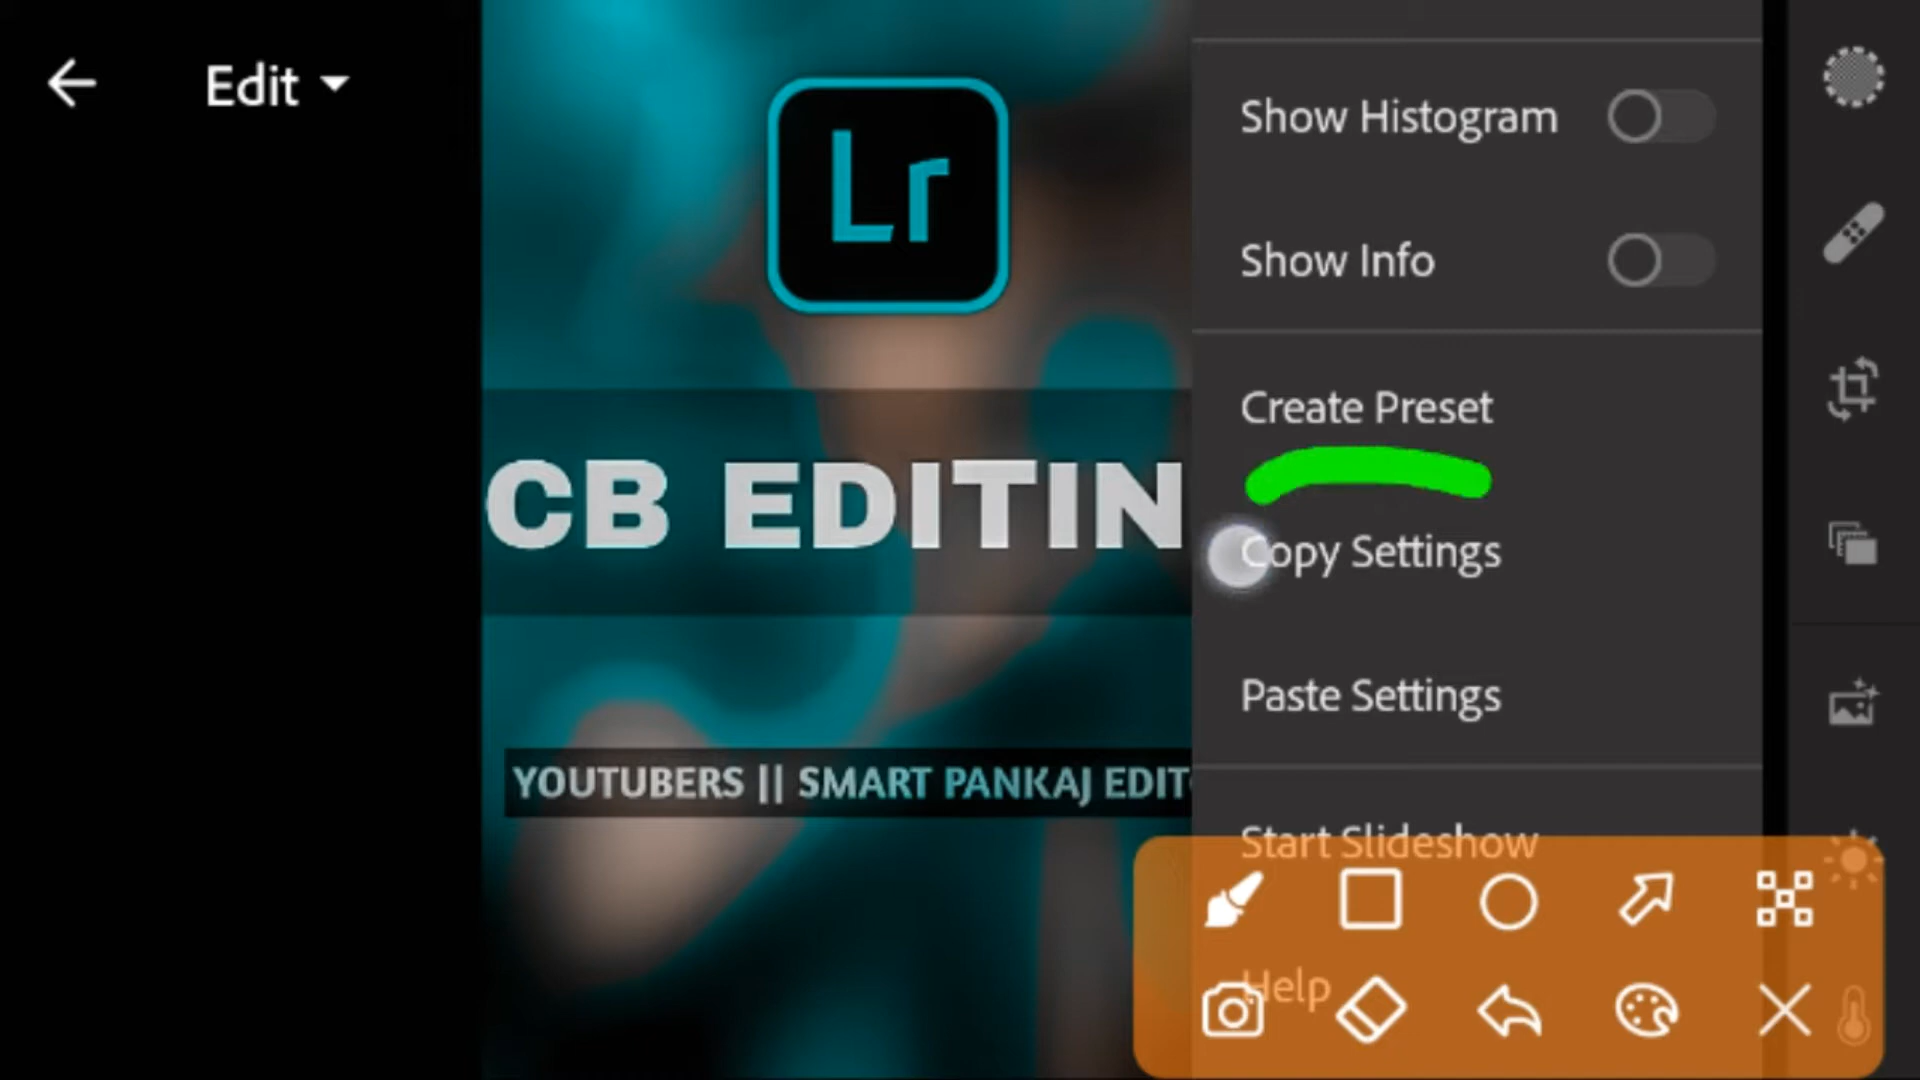 Edit
Lr
CB EDITIN
YOUTUBERS || SMART PANKAJ EDIT
Show Histogram
Show Info
Create Preset
Copy Settings
Paste Settings
Start Slideshow
Help